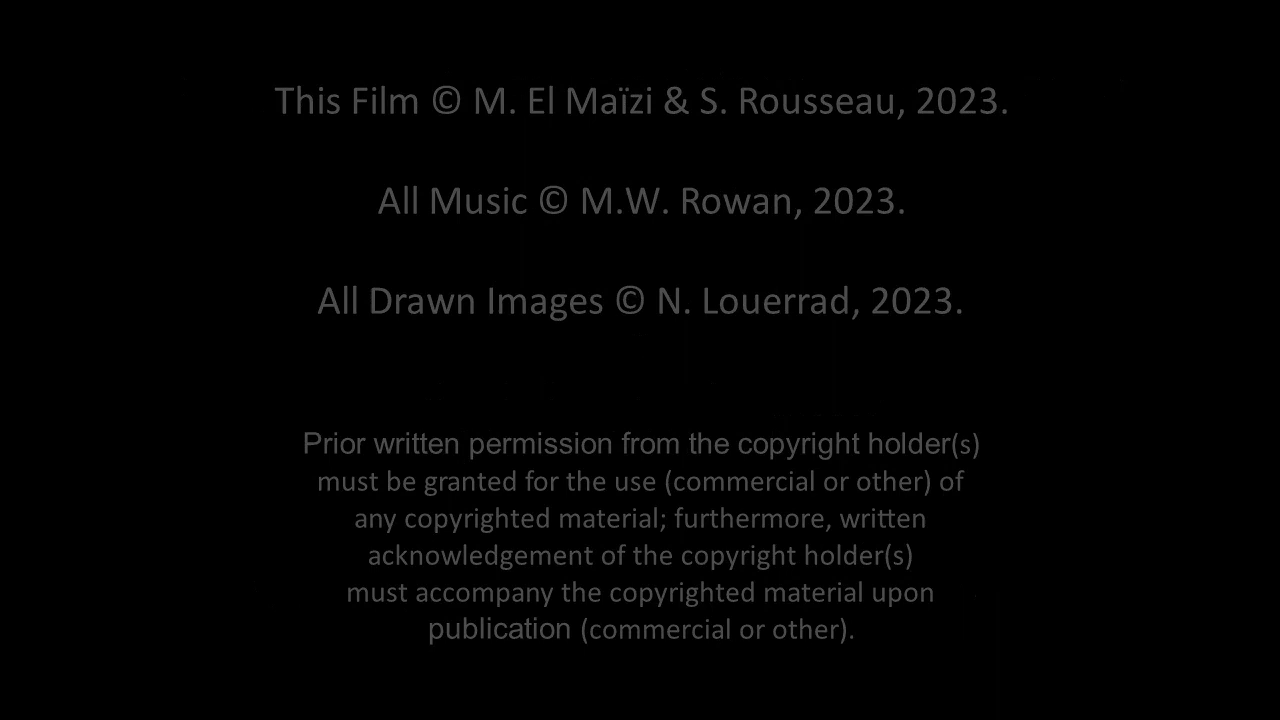 This Film © M. El Maïzi & S. Rousseau, 2023.
All Music © M.W. Rowan, 2023.
All Drawn Images © N. Louerrad, 2023.
Prior written permission from the copyright holder(s)
must be granted for the use (commercial or other) of
any copyrighted material; furthermore, written
acknowledgement of the copyright holder(s)
must accompany the copyrighted material upon
publication (commercial or other).